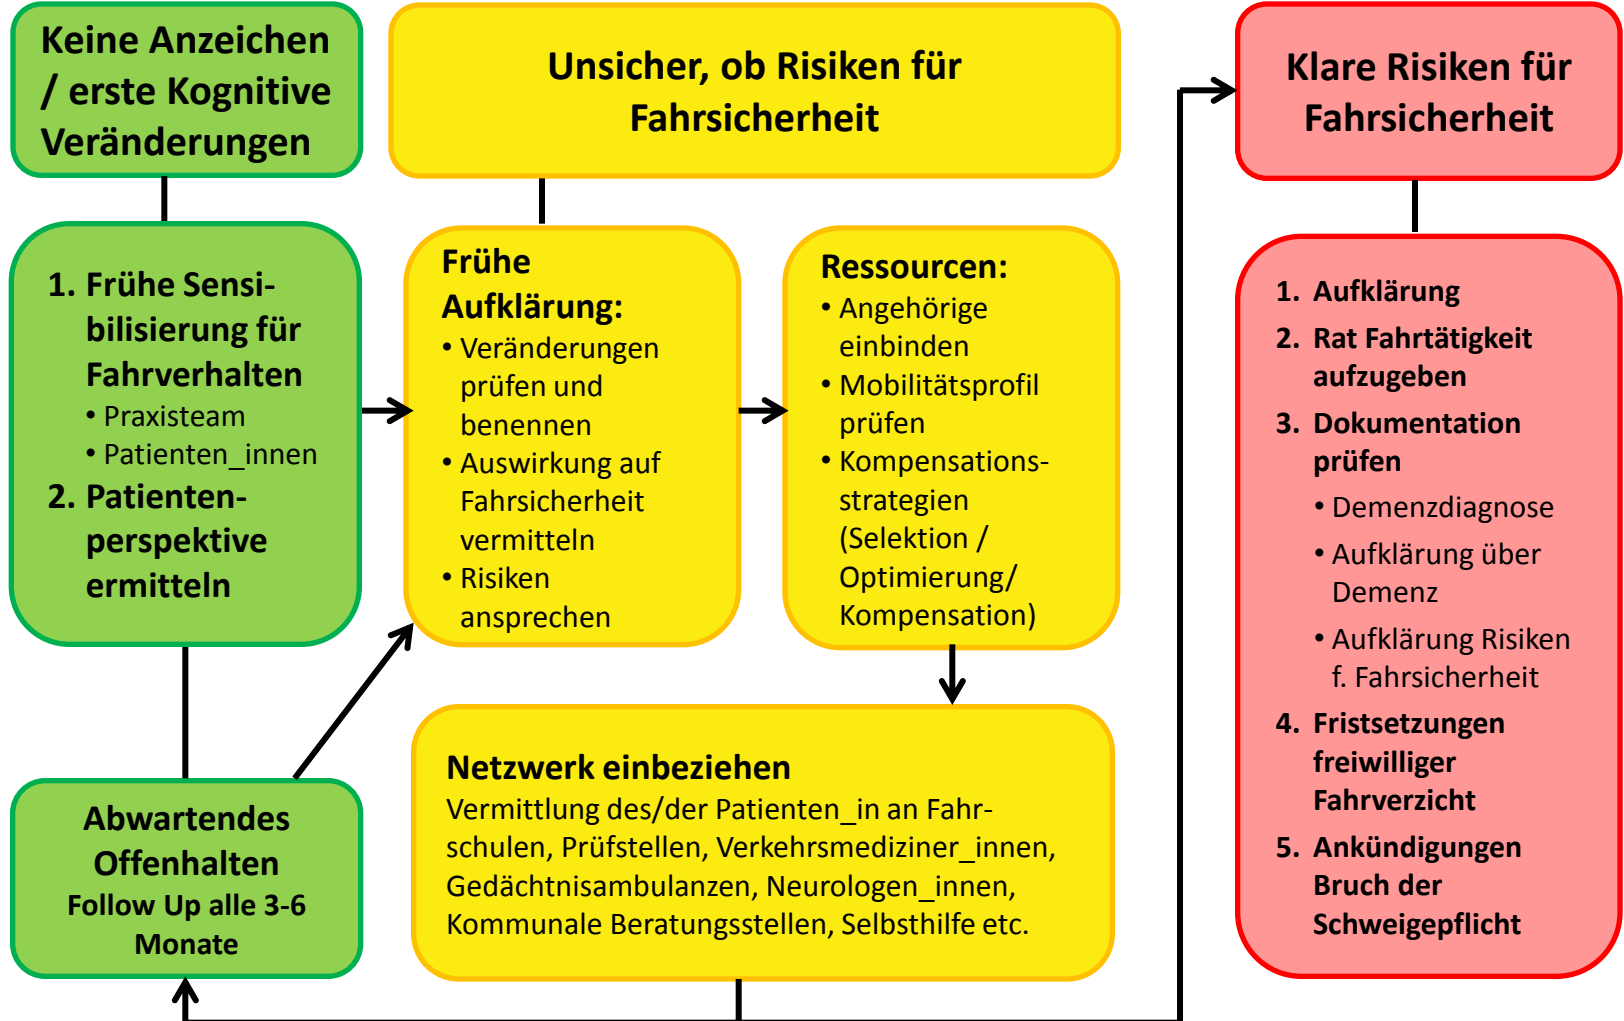 Keine Anzeichen
/ erste Kognitive
Veränderungen
Unsicher, ob Risiken für
Fahrsicherheit
Klare Risiken für
Fahrsicherheit
1. Frühe Sensi-
bilisierung für
Fahrverhalten
• Praxisteam
• Patienten_innen
2. Patienten-
perspektive
ermitteln
Frühe
Aufklärung:
• Veränderungen
prüfen und
benennen
• Auswirkung auf
Fahrsicherheit
vermitteln
• Risiken
ansprechen
Ressourcen:
• Angehörige
einbinden
• Mobilitätsprofil
prüfen
• Kompensations-
strategien
(Selektion /
Optimierung/
Kompensation)
1. Aufklärung
2. Rat Fahrtätigkeit
aufzugeben
3. Dokumentation
prüfen
• Demenzdiagnose
• Aufklärung über
Demenz
• Aufklärung Risiken
f. Fahrsicherheit
4. Fristsetzungen
freiwilliger
Fahrverzicht
5. Ankündigungen
Bruch der
Schweigepflicht
Abwartendes
Offenhalten
Follow Up alle 3-6
Monate
Netzwerk einbeziehen
Vermittlung des/der Patienten_in an Fahr-
schulen, Prüfstellen, Verkehrsmediziner_innen,
Gedächtnisambulanzen, Neurologen_innen,
Kommunale Beratungsstellen, Selbsthilfe etc.